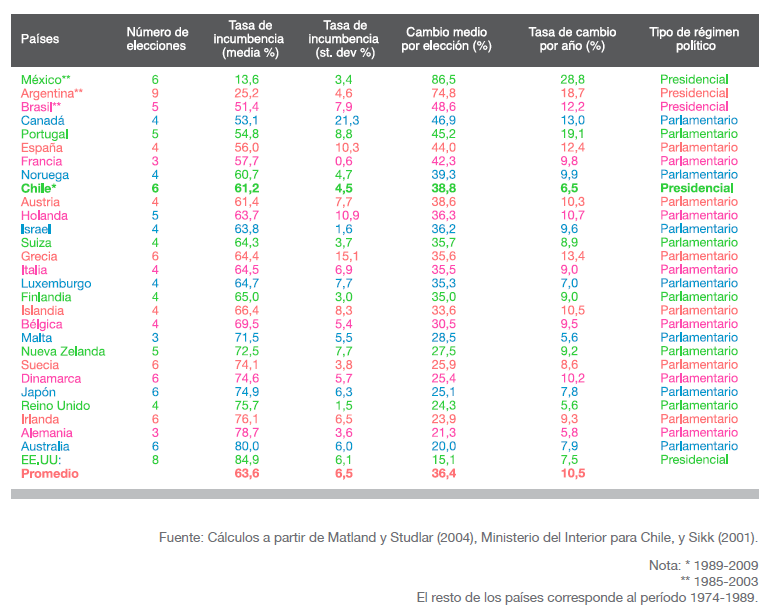 Países Número de elecciones Tasa de incumbencia (media %) Tasa de incumbencia (st. dev %) Cambio medio por elección (%) Tasa de cambio por año (%) Tipo de régimen político
México** 6 13,6 3,4 86,5 28,8 Presidencial
Argentina** 9 25,2 4,6 74,8 18,7 Presidencial
Brasil** 5 51,4 7,9 48,6 12,2 Presidencial
Canadá 4 53,1 21,3 46,9 13,0 Parlamentario
Portugal 5 54,8 8,8 45,2 19,1 Parlamentario
España 4 56,0 10,3 44,0 12,4 Parlamentario
Francia 3 57,7 0,6 42,3 9,8 Parlamentario
Noruega 4 60,7 4,7 39,3 9,9 Parlamentario
Chile* 6 61,2 4,5 38,8 6,5 Presidencial
Austria 4 61,4 7,7 38,6 10,3 Parlamentario
Holanda 5 63,7 10,9 36,3 10,7 Parlamentario
Israel 4 63,8 1,6 36,2 9,6 Parlamentario
Suiza 4 64,3 3,7 35,7 8,9 Parlamentario
Grecia 6 64,4 15,1 35,6 13,4 Parlamentario
Italia 4 64,5 6,9 35,5 9,0 Parlamentario
Luxemburgo 4 64,7 7,7 35,3 7,0 Parlamentario
Finlandia 4 65,0 3,0 35,0 9,0 Parlamentario
Islandia 4 66,4 8,3 33,6 10,5 Parlamentario
Bélgica 4 69,5 5,4 30,5 9,5 Parlamentario
Malta 3 71,5 5,5 28,5 5,6 Parlamentario
Nueva Zelanda 5 72,5 7,7 27,5 9,2 Parlamentario
Suecia 6 74,1 3,8 25,9 8,6 Parlamentario
Dinamarca 6 74,6 5,7 25,4 10,2 Parlamentario
Japón 6 74,9 6,3 25,1 7,8 Parlamentario
Reino Unido 4 75,7 1,5 24,3 5,6 Parlamentario
Irlanda 6 76,1 6,5 23,9 9,3 Parlamentario
Alemania 3 78,7 3,6 21,3 5,8 Parlamentario
Australia 6 80,0 6,0 20,0 7,9 Parlamentario
EE,UU: 8 84,9 6,1 15,1 7,5 Presidencial
Promedio 63,6 6,5 36,4 10,5
Fuente: Cálculos a partir de Matland y Studlar (2004), Ministerio del Interior para Chile, y Sikk (2001).
Nota: * 1989-2009
** 1985-2003
El resto de los países corresponde al período 1974-1989.